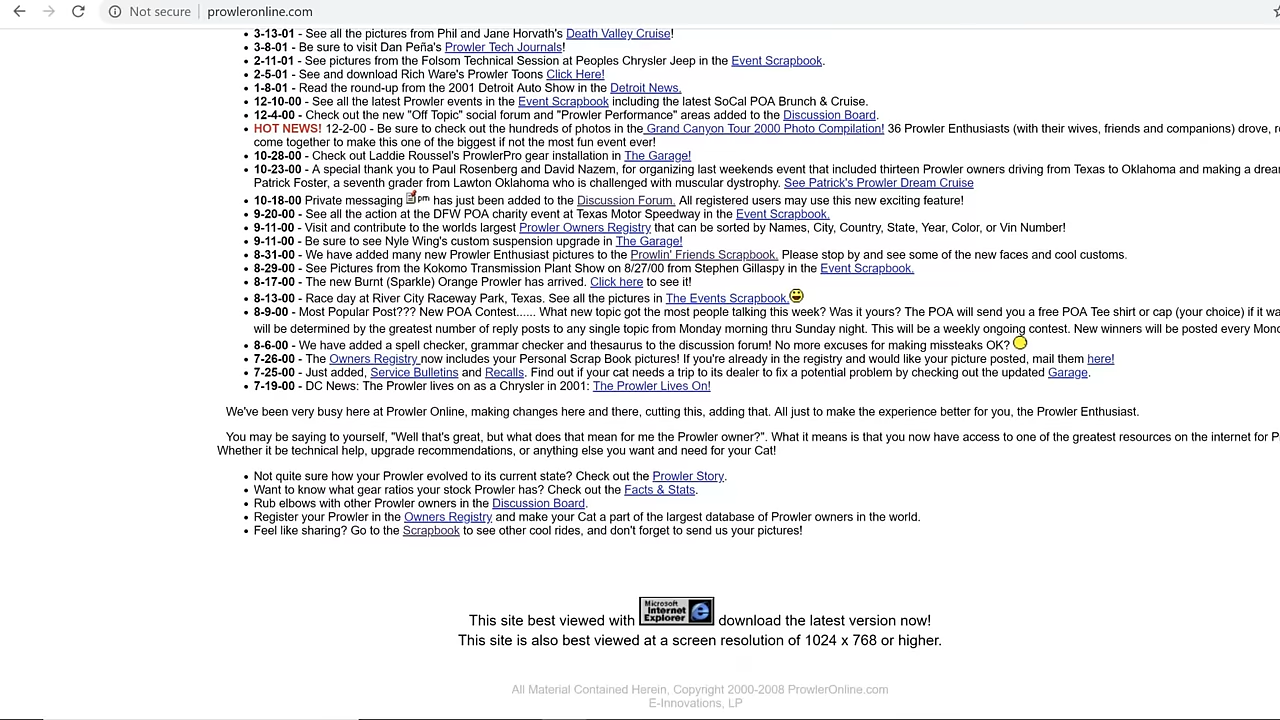 Not secure | prowleronline.com
3-13-01 - See all the pictures from Phil and Jane Horvath's Death Valley Cruise!
3-8-01 - Be sure to visit Dan Peña's Prowler Tech Journals!
2-11-01 - See pictures from the Folsom Technical Session at Peoples Chrysler Jeep in the Event Scrapbook.
2-5-01 - See and download Rich Ware's Prowler Toons Click Here!
1-8-01 - Read the round-up from the 2001 Detroit Auto Show in the Detroit News.
12-10-00 - See all the latest Prowler events in the Event Scrapbook including the latest SoCal POA Brunch & Cruise.
12-4-00 - Check out the new "Off Topic" social forum and "Prowler Performance" areas added to the Discussion Board.
HOT NEWS! 12-2-00 - Be sure to check out the hundreds of photos in the Grand Canyon Tour 2000 Photo Compilation! 36 Prowler Enthusiasts (with their wives, friends and companions) drove,
come together to make this one of the biggest if not the most fun event ever!
10-28-00 - Check out Laddie Roussel's ProwlerPro gear installation in The Garage!
10-23-00 - A special thank you to Paul Rosenberg and David Nazem, for organizing last weekends event that included thirteen Prowler owners driving from Texas to Oklahoma and making a
Patrick Foster, a seventh grader from Lawton Oklahoma who is challenged with muscular dystrophy. See Patrick's Prowler Dream Cruise
10-18-00 Private messaging pm has just been added to the Discussion Forum. All registered users may use this new exciting feature!
9-20-00 - See all the action at the DFW POA charity event at Texas Motor Speedway in the Event Scrapbook.
9-11-00 - Visit and contribute to the worlds largest Prowler Owners Registry that can be sorted by Names, City, Country, State, Year, Color, or Vin Number!
9-11-00 - Be sure to see Nyle Wing's custom suspension upgrade in The Garage!
8-31-00 - We have added many new Prowler Enthusiast pictures to the Prowlin' Friends Scrapbook. Please stop by and see some of the new faces and cool customs.
8-29-00 - See Pictures from the Kokomo Transmission Plant Show on 8/27/00 from Stephen Gillaspy in the Event Scrapbook.
8-17-00 - The new Burnt (Sparkle) Orange Prowler has arrived. Click here to see it!
8-13-00 - Race day at River City Raceway Park, Texas. See all the pictures in The Events Scrapbook.
8-9-00 - Most Popular Post??? New POA Contest...... What new topic got the most people talking this week? Was it yours? The POA will send you a free POA Tee shirt or cap (your choice) if it
will be determined by the greatest number of reply posts to any single topic from Monday morning thru Sunday night. This will be a weekly ongoing contest. New winners will be posted every
8-6-00 - We have added a spell checker, grammar checker and thesaurus to the discussion forum! No more excuses for making missteaks OK?
7-26-00 - The Owners Registry now includes your Personal Scrap Book pictures! If you're already in the registry and would like your picture posted, mail them here!
7-25-00 - Just added, Service Bulletins and Recalls. Find out if your cat needs a trip to its dealer to fix a potential problem by checking out the updated Garage.
7-19-00 - DC News: The Prowler lives on as a Chrysler in 2001: The Prowler Lives On!
We've been very busy here at Prowler Online, making changes here and there, cutting this, adding that. All just to make the experience better for you, the Prowler Enthusiast.
You may be saying to yourself, "Well that's great, but what does that mean for me the Prowler owner?". What it means is that you now have access to one of the greatest resources on the internet for
Whether it be technical help, upgrade recommendations, or anything else you want and need for your Cat!
Not quite sure how your Prowler evolved to its current state? Check out the Prowler Story.
Want to know what gear ratios your stock Prowler has? Check out the Facts & Stats.
Rub elbows with other Prowler owners in the Discussion Board.
Register your Prowler in the Owners Registry and make your Cat a part of the largest database of Prowler owners in the world.
Feel like sharing? Go to the Scrapbook to see other cool rides, and don't forget to send us your pictures!
This site best viewed with Microsoft Internet Explorer download the latest version now!
This site is also best viewed at a screen resolution of 1024 x 768 or higher.
All Material Contained Herein, Copyright 2000-2008 ProwlerOnline.com
E-Innovations, LP